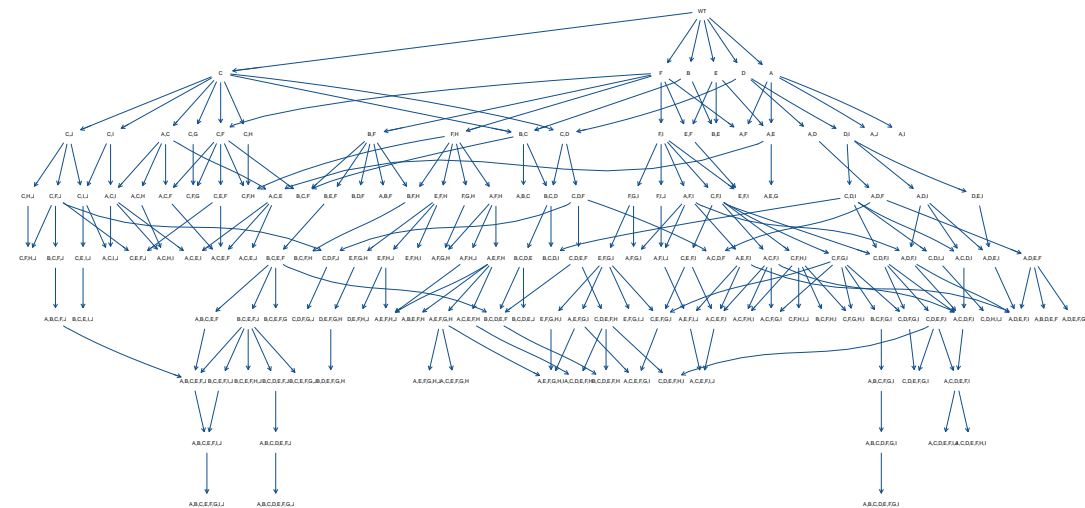 WT
C F B E D A
C,J C,I A,C C,G C,F C,H B,F F,H B,C C,D F,I E,F B,E A,F A,E A,D D,I A,J A,I
C,H,J C,F,J C,I,J A,C,I A,C,H A,C,F C,F,G C,E,F C,F,H A,C,E B,C,F B,E,F B,D,F A,B,F B,F,H E,F,H F,G,H A,F,H A,B,C B,C,D C,D,F F,G,I F,I,J A,F,I C,F,I E,F,I A,E,G C,D,I A,D,F A,D,I D,E,I
C,F,H,J B,C,F,J C,E,I,J A,C,I,J C,E,F,J A,C,H,J A,C,E,I A,C,E,F A,C,E,J B,C,E,F B,C,F,H C,D,F,J E,F,G,H E,F,H,J E,F,H,I A,F,G,H A,F,H,J A,E,F,H B,C,D,E B,C,D,I C,D,E,F E,F,G,I A,F,G,I A,F,I,J C,E,F,I A,C,D,F A,E,F,I A,C,F,I C,F,H,I C,F,G,I C,D,F,I A,D,F,I C,D,I,J A,C,D,I A,D,E,I A,D,E,F
A,B,C,F,J B,C,E,I,J A,B,C,E,F B,C,E,F,J B,C,E,F,G C,D,F,G,J D,E,F,G,H D,E,F,H,J A,E,F,H,J A,B,E,F,H A,E,F,G,H A,C,E,F,H B,C,D,E,F B,C,D,E,J E,F,G,H,I A,E,F,G,I C,D,E,F,H E,F,G,I,J C,E,F,G,I A,E,F,I,J A,C,E,F,I A,C,F,H,I A,C,F,G,I C,F,H,I,J B,C,F,H,I C,F,G,H,I B,C,F,G,I C,D,F,G,I C,D,E,F,I A,C,D,F,I C,D,H,I,J A,D,E,F,I A,B,D,E,F A,D,E,F,G
A,B,C,E,F,J B,C,E,F,I,J B,C,E,F,H,J B,C,D,E,F,J B,C,E,F,G,J B,D,E,F,G,H A,E,F,G,H,J A,C,E,F,G,H A,E,F,G,H,I A,C,D,E,F,H B,C,D,E,F,H A,C,E,F,G,I C,D,E,F,H,I A,C,E,F,I,J A,B,C,F,G,I C,D,E,F,G,I A,C,D,E,F,I
A,B,C,E,F,I,J A,B,C,D,E,F,J A,B,C,D,F,G,I A,C,D,E,F,I,J A,C,D,E,F,H,I
A,B,C,E,F,G,I,J A,B,C,D,E,F,G,J A,B,C,D,E,F,G,I